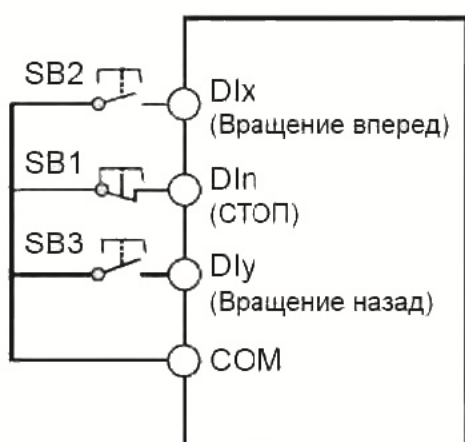 SB2
DIx
(Вращение вперед)
SB1
DIn
(СТОП)
SB3
DIy
(Вращение назад)
COM